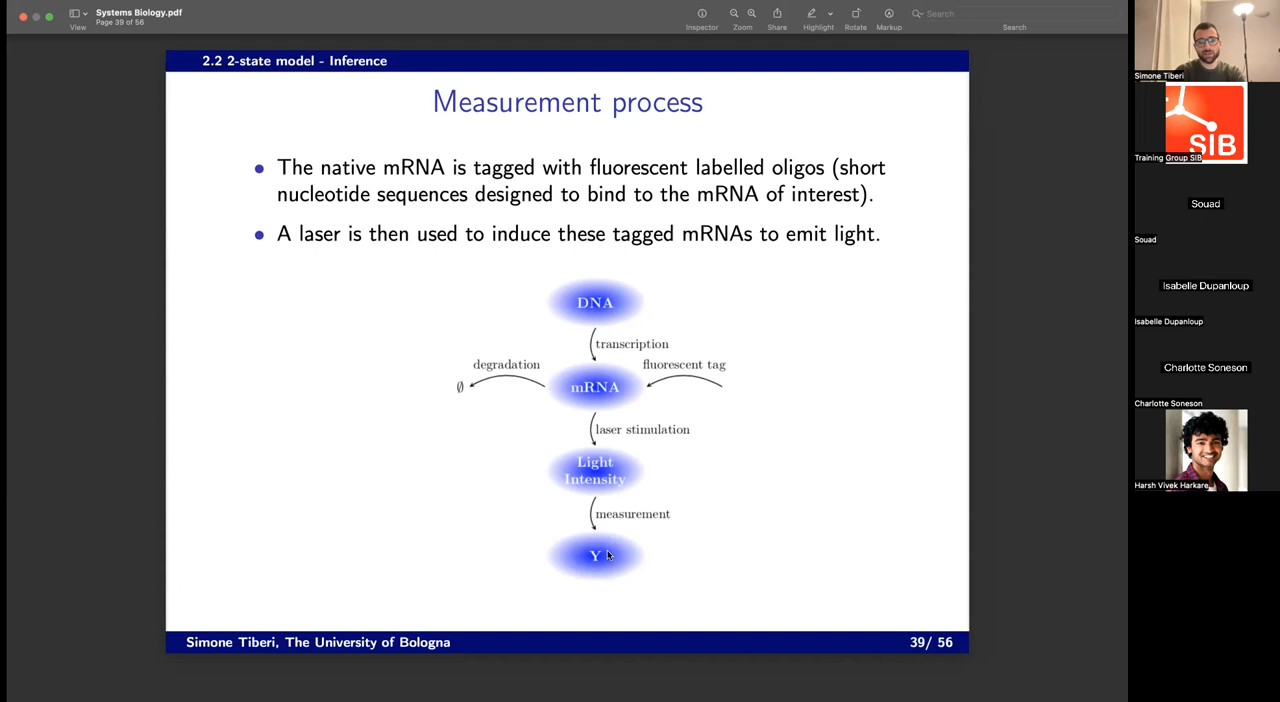 Systems Biology.pdf
Page 39 of 56
View
Inspector
Zoom
Share
Highlight
Rotate
Markup
Search
Search
2.2 2-state model - Inference
Measurement process
• The native mRNA is tagged with fluorescent labelled oligos (short
nucleotide sequences designed to bind to the mRNA of interest).
• A laser is then used to induce these tagged mRNAs to emit light.
DNA
transcription
degradation
fluorescent tag
∅
mRNA
laser stimulation
Light
Intensity
measurement
Y
Simone Tiberi, The University of Bologna
39/ 56
Simone Tiberi
SIB
Training Group SIB
Souad
Souad
Isabelle Dupanloup
Isabelle Dupanloup
Charlotte Soneson
Charlotte Soneson
Harsh Vivek Harkare